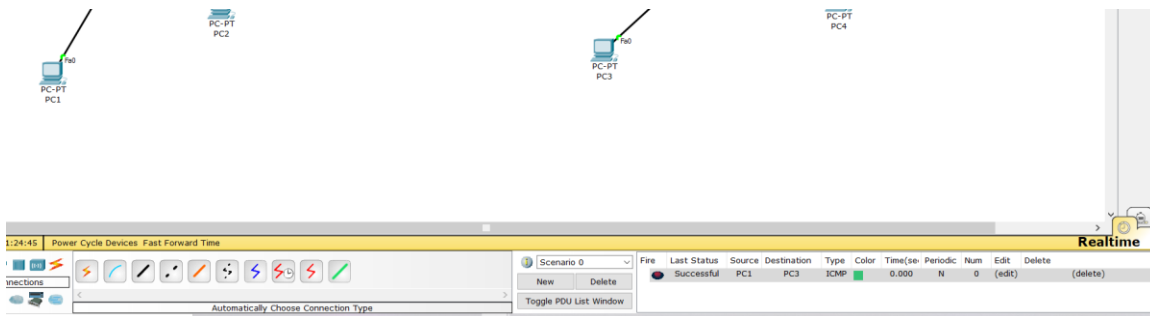 PC-PT
PC2
PC-PT
PC4
Fa0
PC-PT
PC1
Fa0
PC-PT
PC3
1:24:45 Power Cycle Devices Fast Forward Time
Realtime
nnections
Automatically Choose Connection Type
Scenario 0
New Delete
Toggle PDU List Window
Fire Last Status Source Destination Type Color Time(se Periodic Num Edit Delete
Successful PC1 PC3 ICMP 0.000 N 0 (edit) (delete)